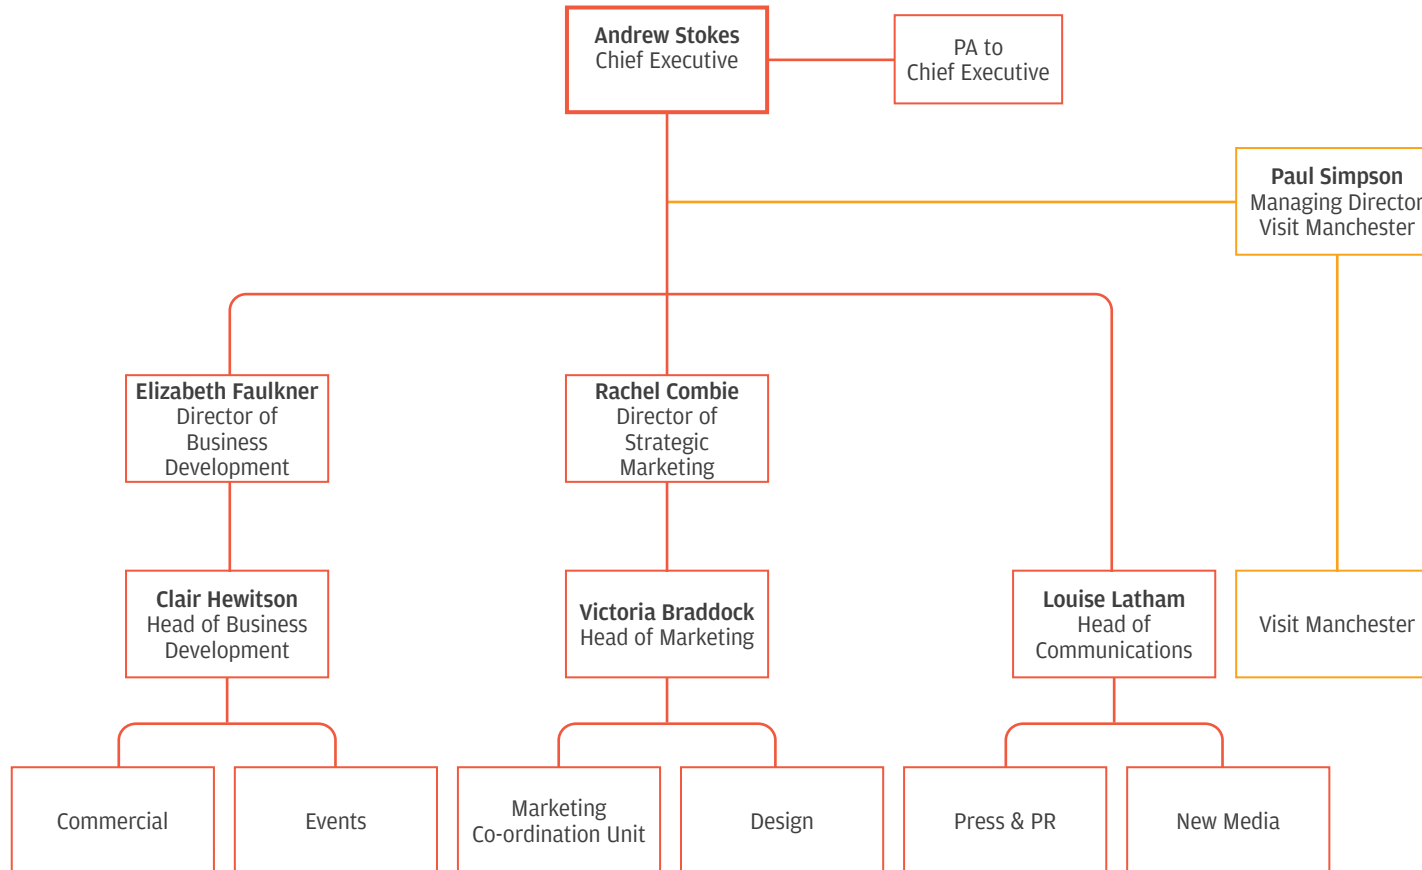 Andrew Stokes
Chief Executive
PA to
Chief Executive
Paul Simpson
Managing Director
Visit Manchester
Elizabeth Faulkner
Director of
Business
Development
Rachel Combie
Director of
Strategic
Marketing
Clair Hewitson
Head of Business
Development
Victoria Braddock
Head of Marketing
Louise Latham
Head of
Communications
Visit Manchester
Commercial
Events
Marketing
Co-ordination Unit
Design
Press & PR
New Media